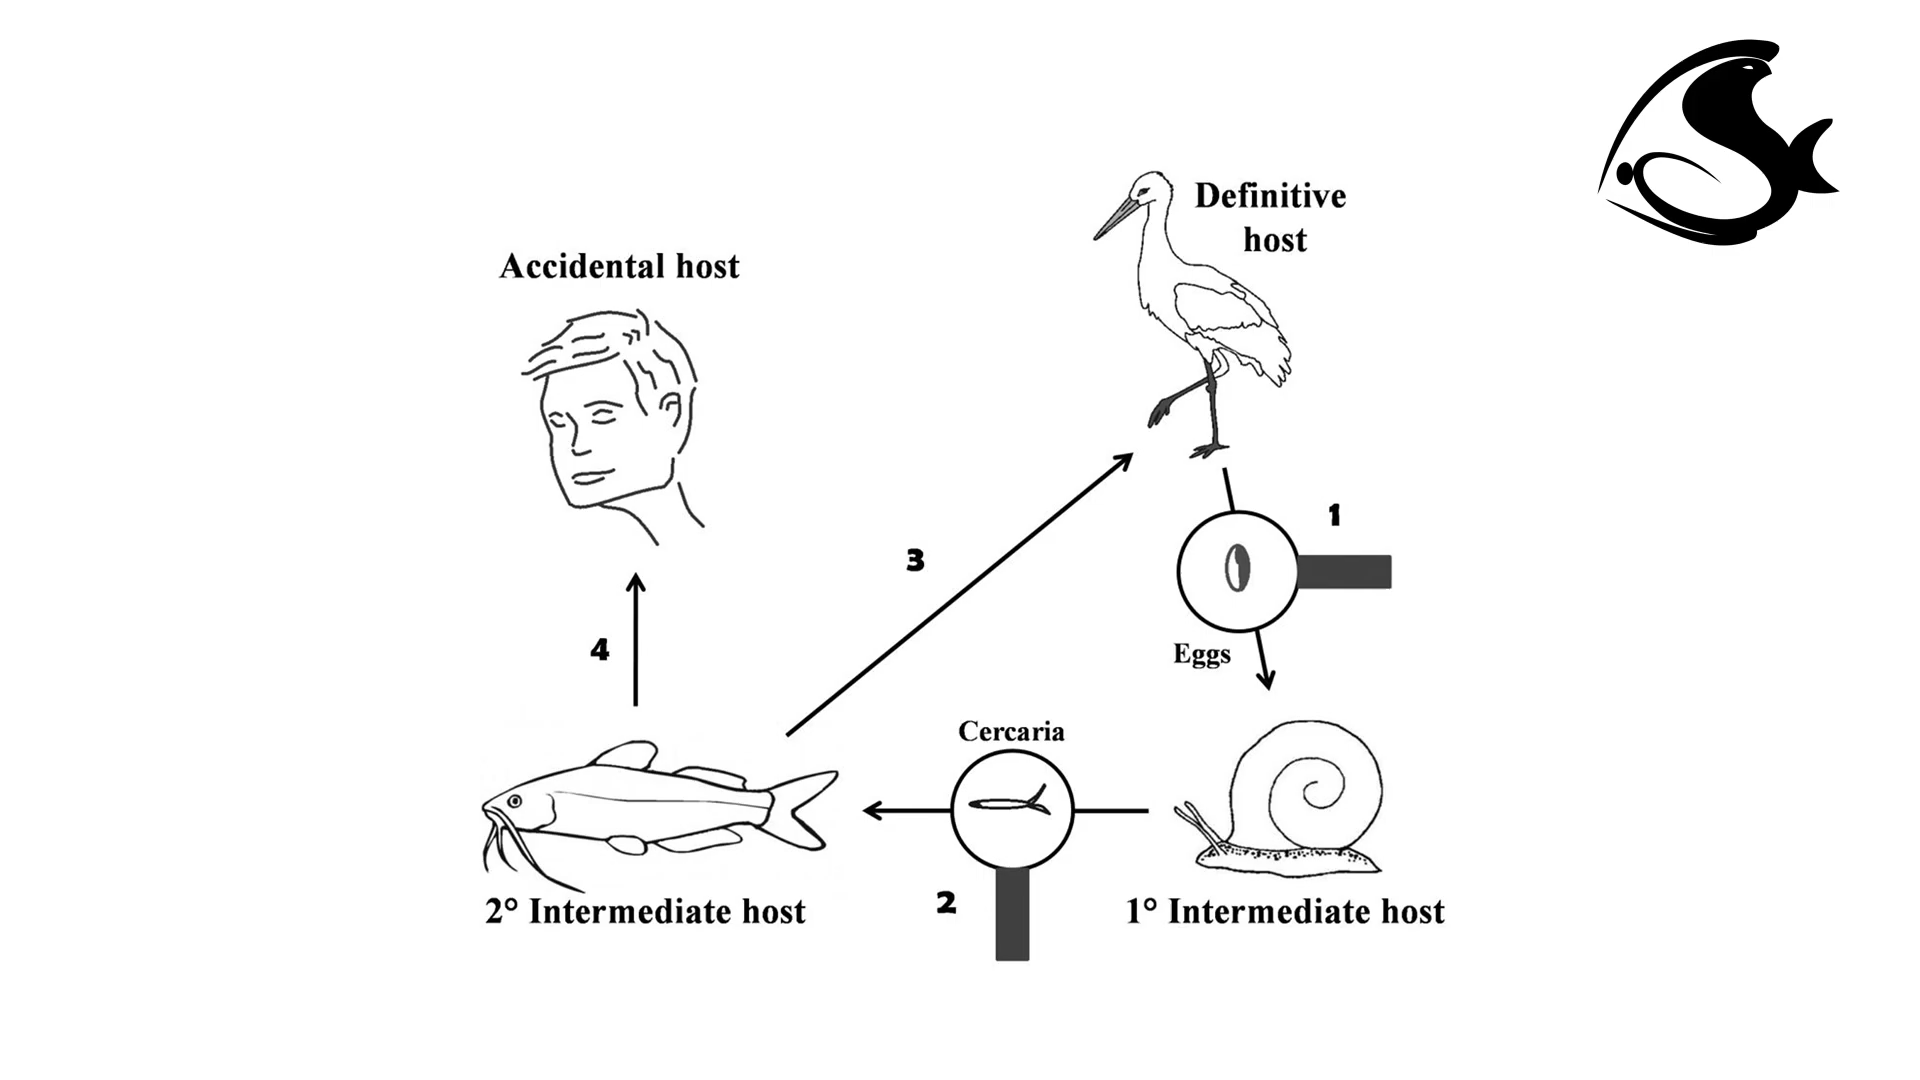 Definitive
host
Accidental host
1
3
Eggs
4
Cercaria
2
2° Intermediate host
1° Intermediate host